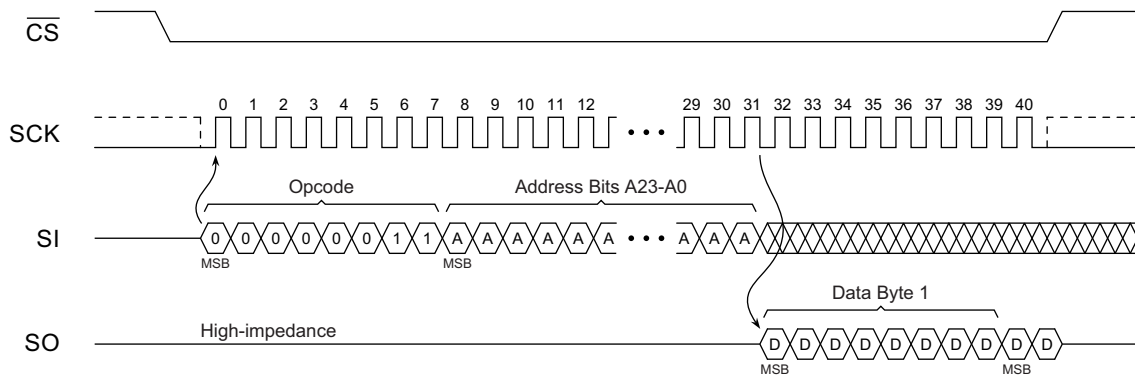 CS
0 1 2 3 4 5 6 7 8 9 10 11 12 29 30 31 32 33 34 35 36 37 38 39 40
SCK
Opcode Address Bits A23-A0
SI 0 0 0 0 0 0 1 1 A A A A A A A A A
MSB MSB
Data Byte 1
High-impedance
SO D D D D D D D D D D
MSB MSB